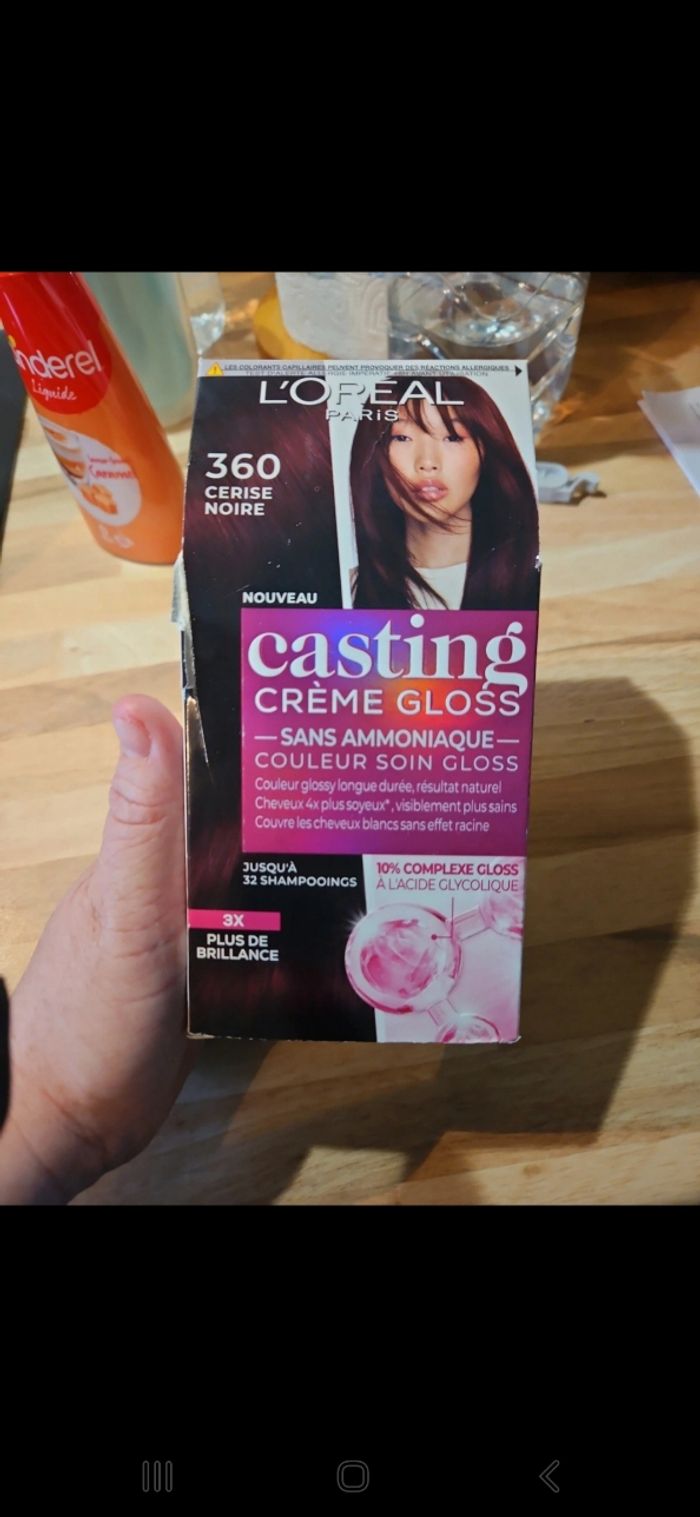 LES COLORANTS CAPILLAIRES PEUVENT PROVOQUER DES RÉACTIONS ALLERGIQUES
L'ORÉAL
PARIS
360
CERISE
NOIRE
NOUVEAU
casting
CRÈME GLOSS
SANS AMMONIAQUE
COULEUR SOIN GLOSS
Couleur glossy longue durée, résultat naturel
Cheveux 4x plus soyeux*, visiblement plus sains
Couvre les cheveux blancs sans effet racine
JUSQU'À
32 SHAMPOOINGS
10% COMPLEXE GLOSS
À L'ACIDE GLYCOLIQUE
3X
PLUS DE
BRILLANCE
Liquide